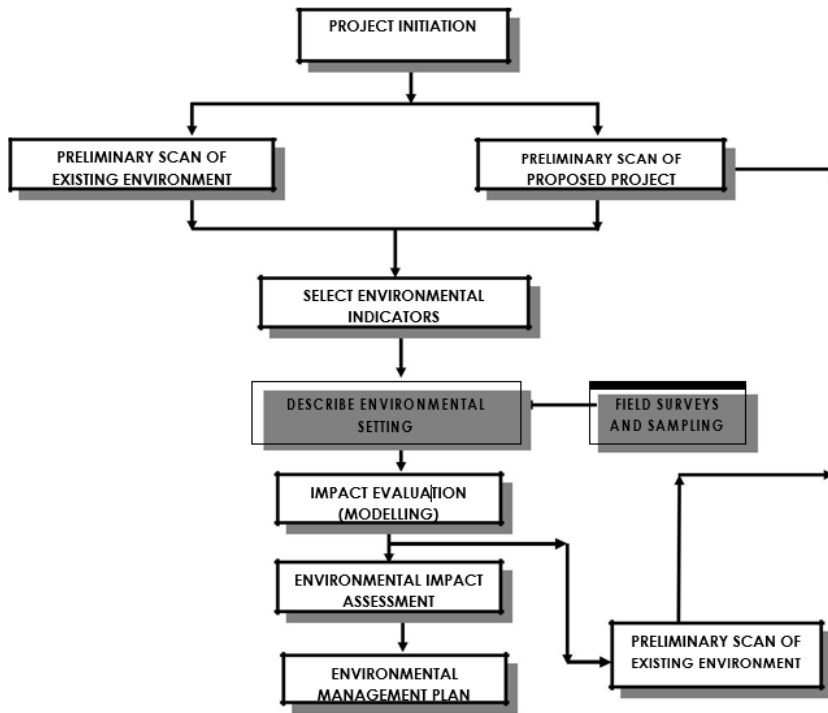 PROJECT INITIATION
PRELIMINARY SCAN OF
EXISTING ENVIRONMENT
PRELIMINARY SCAN OF
PROPOSED PROJECT
SELECT ENVIRONMENTAL
INDICATORS
DESCRIBE ENVIRONMENTAL
SETTING
FIELD SURVEYS
AND SAMPLING
IMPACT EVALUATION
(MODELLING)
ENVIRONMENTAL IMPACT
ASSESSMENT
PRELIMINARY SCAN OF
EXISTING ENVIRONMENT
ENVIRONMENTAL
MANAGEMENT PLAN